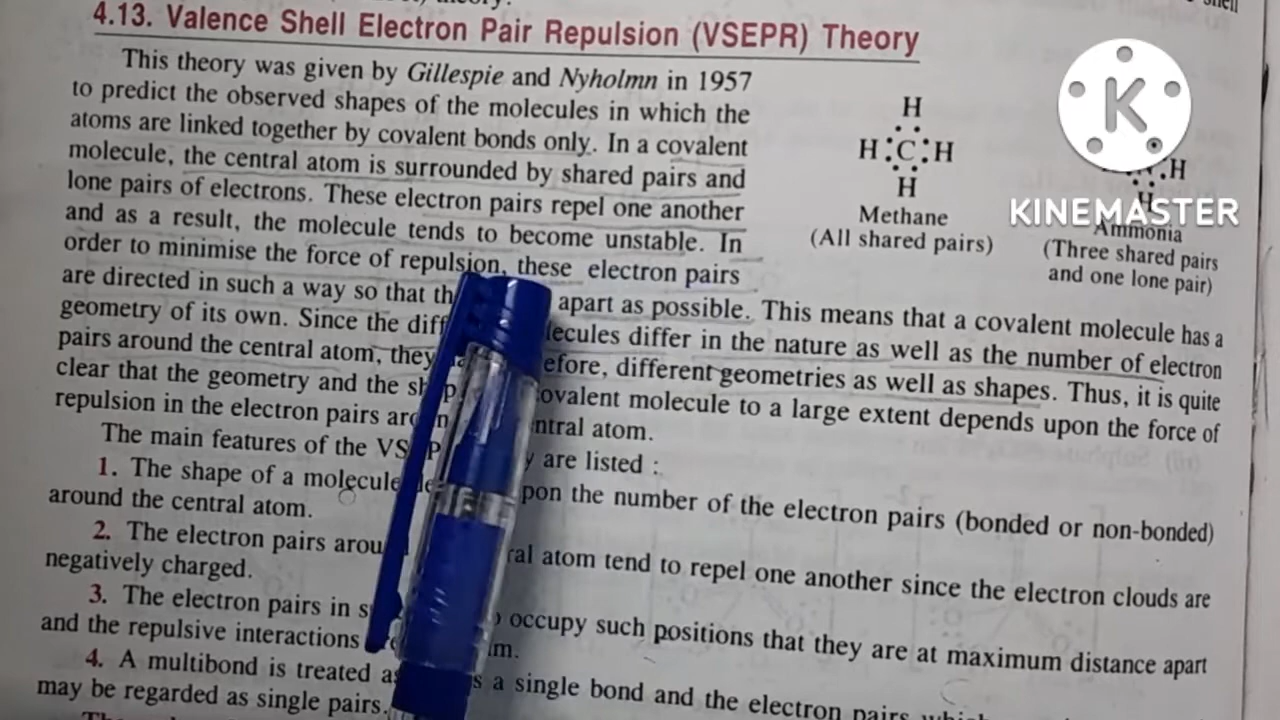 theory.
shell
4.13. Valence Shell Electron Pair Repulsion (VSEPR) Theory
This theory was given by Gillespie and Nyholmn in 1957
to predict the observed shapes of the molecules in which the
atoms are linked together by covalent bonds only. In a covalent
molecule, the central atom is surrounded by shared pairs and
lone pairs of electrons. These electron pairs repel one another
and as a result, the molecule tends to become unstable. In
order to minimise the force of repulsion, these electron pairs
are directed in such a way so that apart as possible. This means that a covalent molecule has a
geometry of its own. Since the differ in the nature as well as the number of electron
pairs around the central atom, they different geometries as well as shapes. Thus, it is quite
clear that the geometry and the molecule to a large extent depends upon the force of
repulsion in the electron pairs atom.
The main features of the are listed :
1. The shape of a molecule the number of the electron pairs (bonded or non-bonded)
around the central atom.
2. The electron pairs atom tend to repel one another since the electron clouds are
negatively charged.
3. The electron pairs in occupy such positions that they are at maximum distance apart
and the repulsive interactions
4. A multibond is treated a single bond and the electron pairs which
may be regarded as single pairs.
H
H C H
H
Methane
(All shared pairs)
K
H
H
KINEMASTER
Ammonia
(Three shared pairs
and one lone pair)